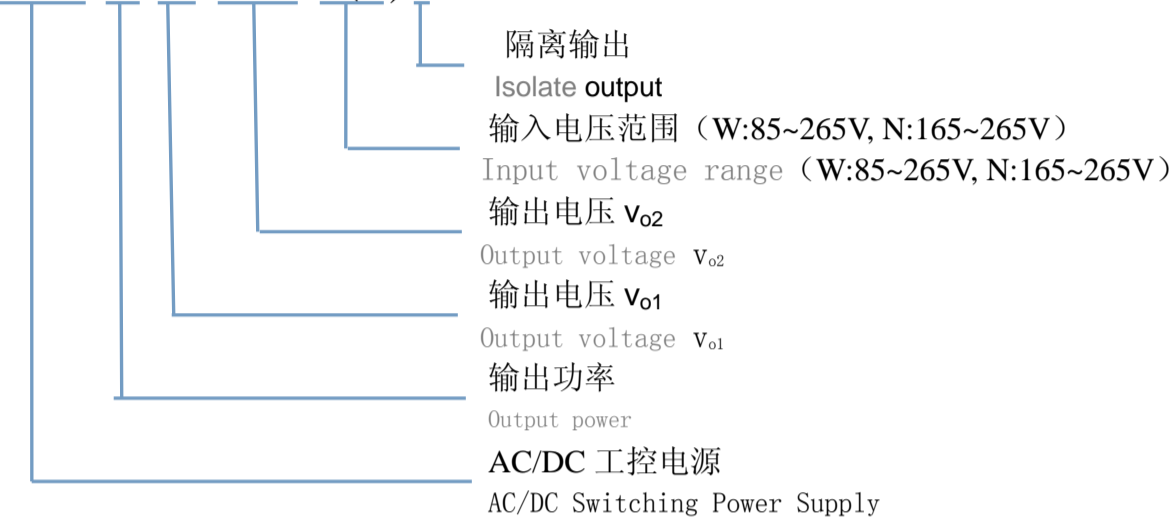 隔离输出
Isolate output
输入电压范围（W:85~265V, N:165~265V）
Input voltage range（W:85~265V, N:165~265V）
输出电压 Vo2
Output voltage Vo2
输出电压 Vo1
Output voltage Vo1
输出功率
Output power
AC/DC 工控电源
AC/DC Switching Power Supply